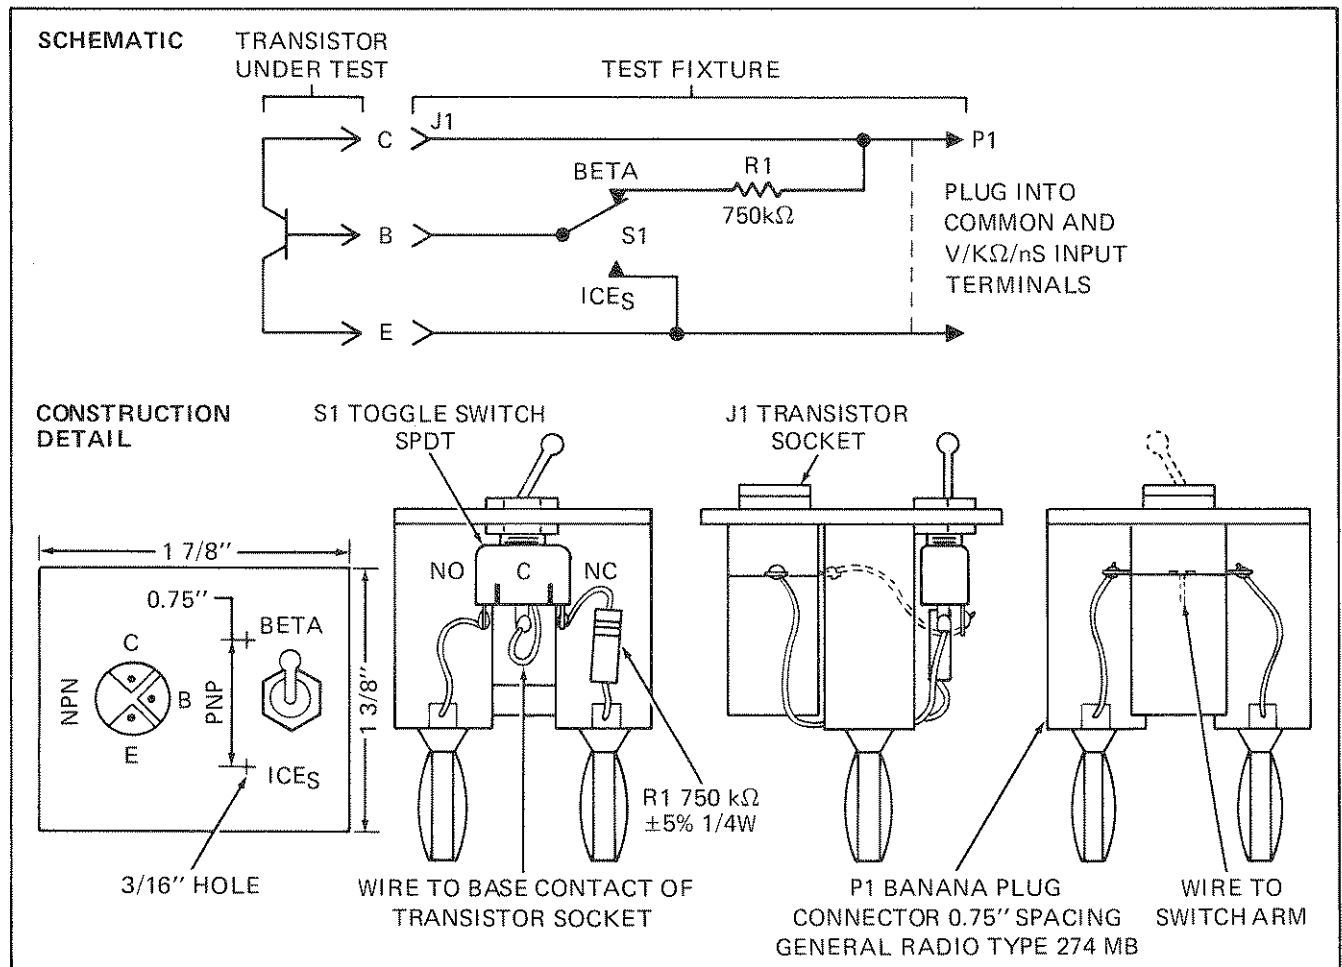 SCHEMATIC
TRANSISTOR
UNDER TEST
TEST FIXTURE
J1
C
P1
BETA
R1
750kΩ
B
S1
PLUG INTO
COMMON AND
V/KΩ/nS INPUT
TERMINALS
ICES
E
CONSTRUCTION
DETAIL
S1 TOGGLE SWITCH
SPDT
J1 TRANSISTOR
SOCKET
1 7/8"
0.75"
BETA
C
NPN
B
PNP
E
ICES
1 3/8"
3/16" HOLE
NO
C
NC
R1 750 kΩ
±5% 1/4W
WIRE TO BASE CONTACT OF
TRANSISTOR SOCKET
P1 BANANA PLUG
CONNECTOR 0.75" SPACING
GENERAL RADIO TYPE 274 MB
WIRE TO
SWITCH ARM